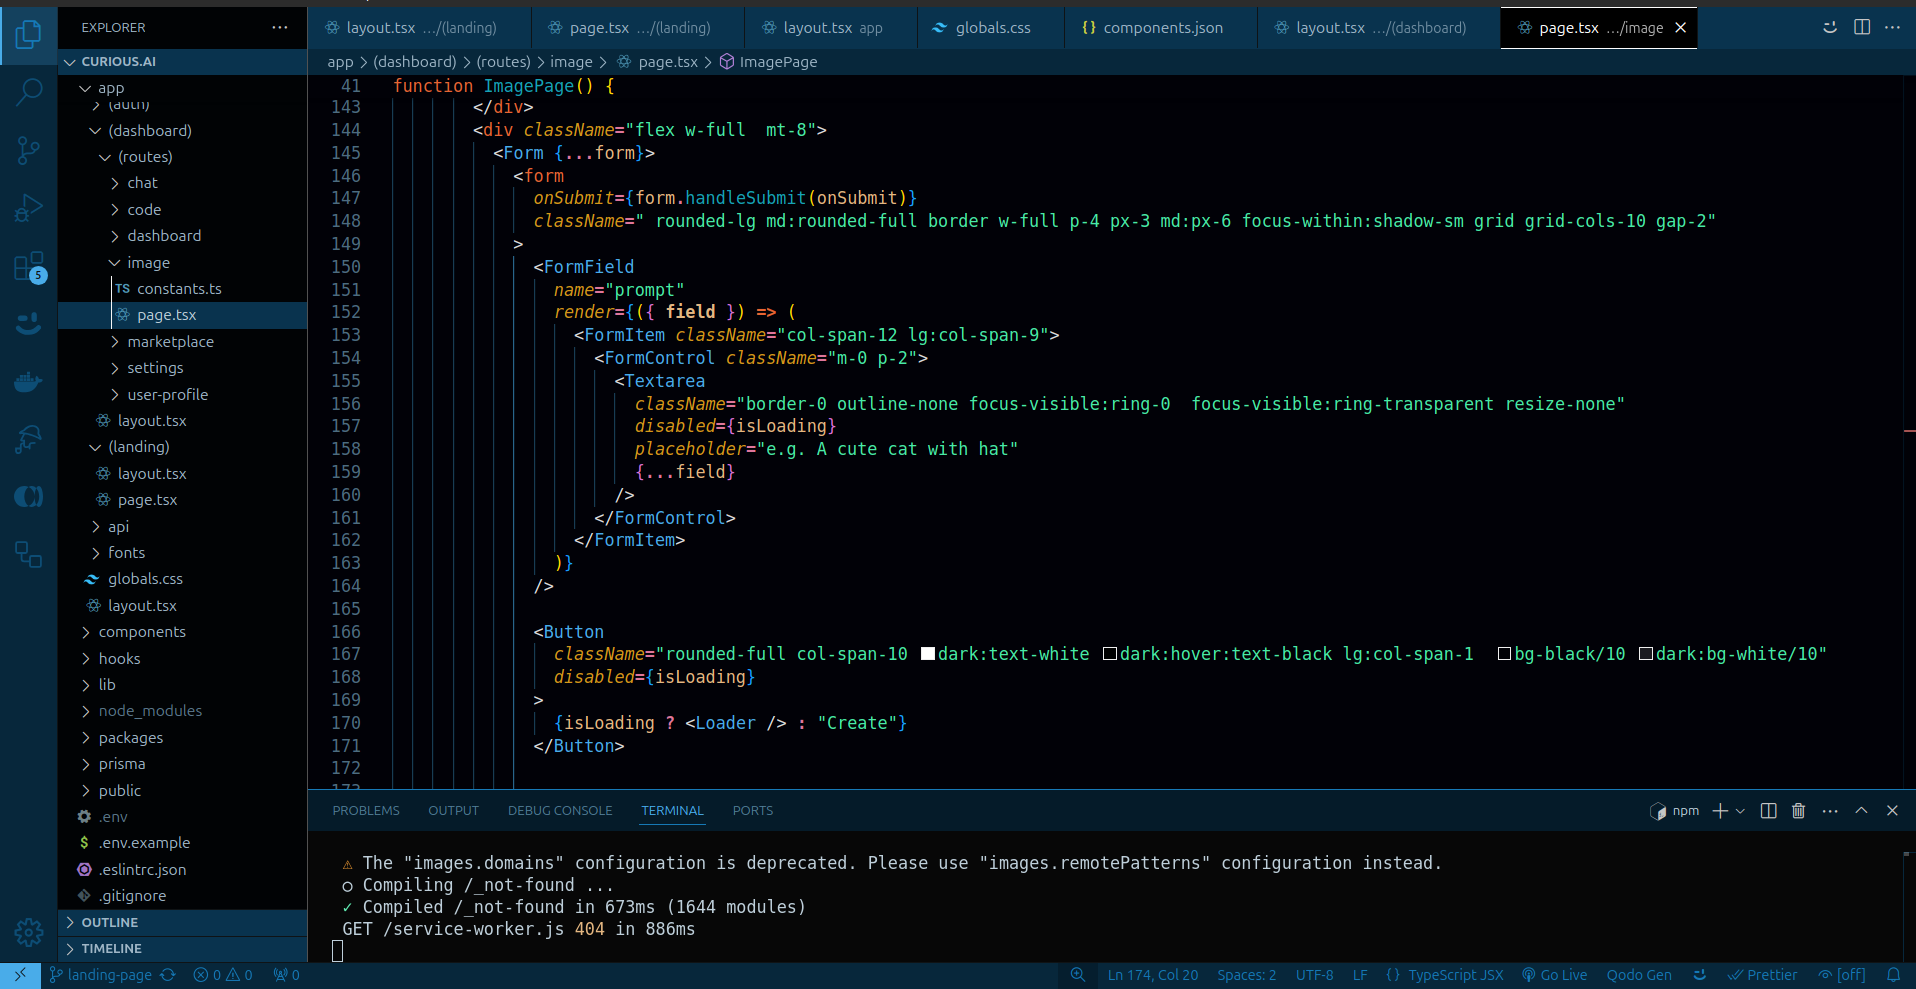 EXPLORER
CURIOUS.AI
app
(auth)
(dashboard)
(routes)
chat
code
dashboard
image
TS constants.ts
page.tsx
marketplace
settings
user-profile
layout.tsx
(landing)
layout.tsx
page.tsx
api
fonts
globals.css
layout.tsx
components
hooks
lib
node_modules
packages
prisma
public
.env
$ .env.example
.eslintrc.json
.gitignore
OUTLINE
TIMELINE
5
layout.tsx .../(landing) page.tsx .../(landing) layout.tsx app globals.css {} components.json layout.tsx .../(dashboard) page.tsx .../image
app > (dashboard) > (routes) > image > page.tsx > ImagePage
41 function ImagePage() {
143 </div>
144 <div className="flex w-full  mt-8">
145 <Form {...form}>
146 <form
147 onSubmit={form.handleSubmit(onSubmit)}
148 className=" rounded-lg md:rounded-full border w-full p-4 px-3 md:px-6 focus-within:shadow-sm grid grid-cols-10 gap-2"
149 >
150 <FormField
151 name="prompt"
152 render={({ field }) => (
153 <FormItem className="col-span-12 lg:col-span-9">
154 <FormControl className="m-0 p-2">
155 <Textarea
156 className="border-0 outline-none focus-visible:ring-0  focus-visible:ring-transparent resize-none"
157 disabled={isLoading}
158 placeholder="e.g. A cute cat with hat"
159 {...field}
160 />
161 </FormControl>
162 </FormItem>
163 )}
164 />
165
166 <Button
167 className="rounded-full col-span-10 dark:text-white dark:hover:text-black lg:col-span-1  bg-black/10 dark:bg-white/10"
168 disabled={isLoading}
169 >
170 {isLoading ? <Loader /> : "Create"}
171 </Button>
172
173
PROBLEMS OUTPUT DEBUG CONSOLE TERMINAL PORTS npm
⚠ The "images.domains" configuration is deprecated. Please use "images.remotePatterns" configuration instead.
○ Compiling /_not-found ...
✓ Compiled /_not-found in 673ms (1644 modules)
GET /service-worker.js 404 in 886ms
landing-page 0 0 0 Ln 174, Col 20 Spaces: 2 UTF-8 LF {} TypeScript JSX Go Live Qodo Gen Prettier [off]